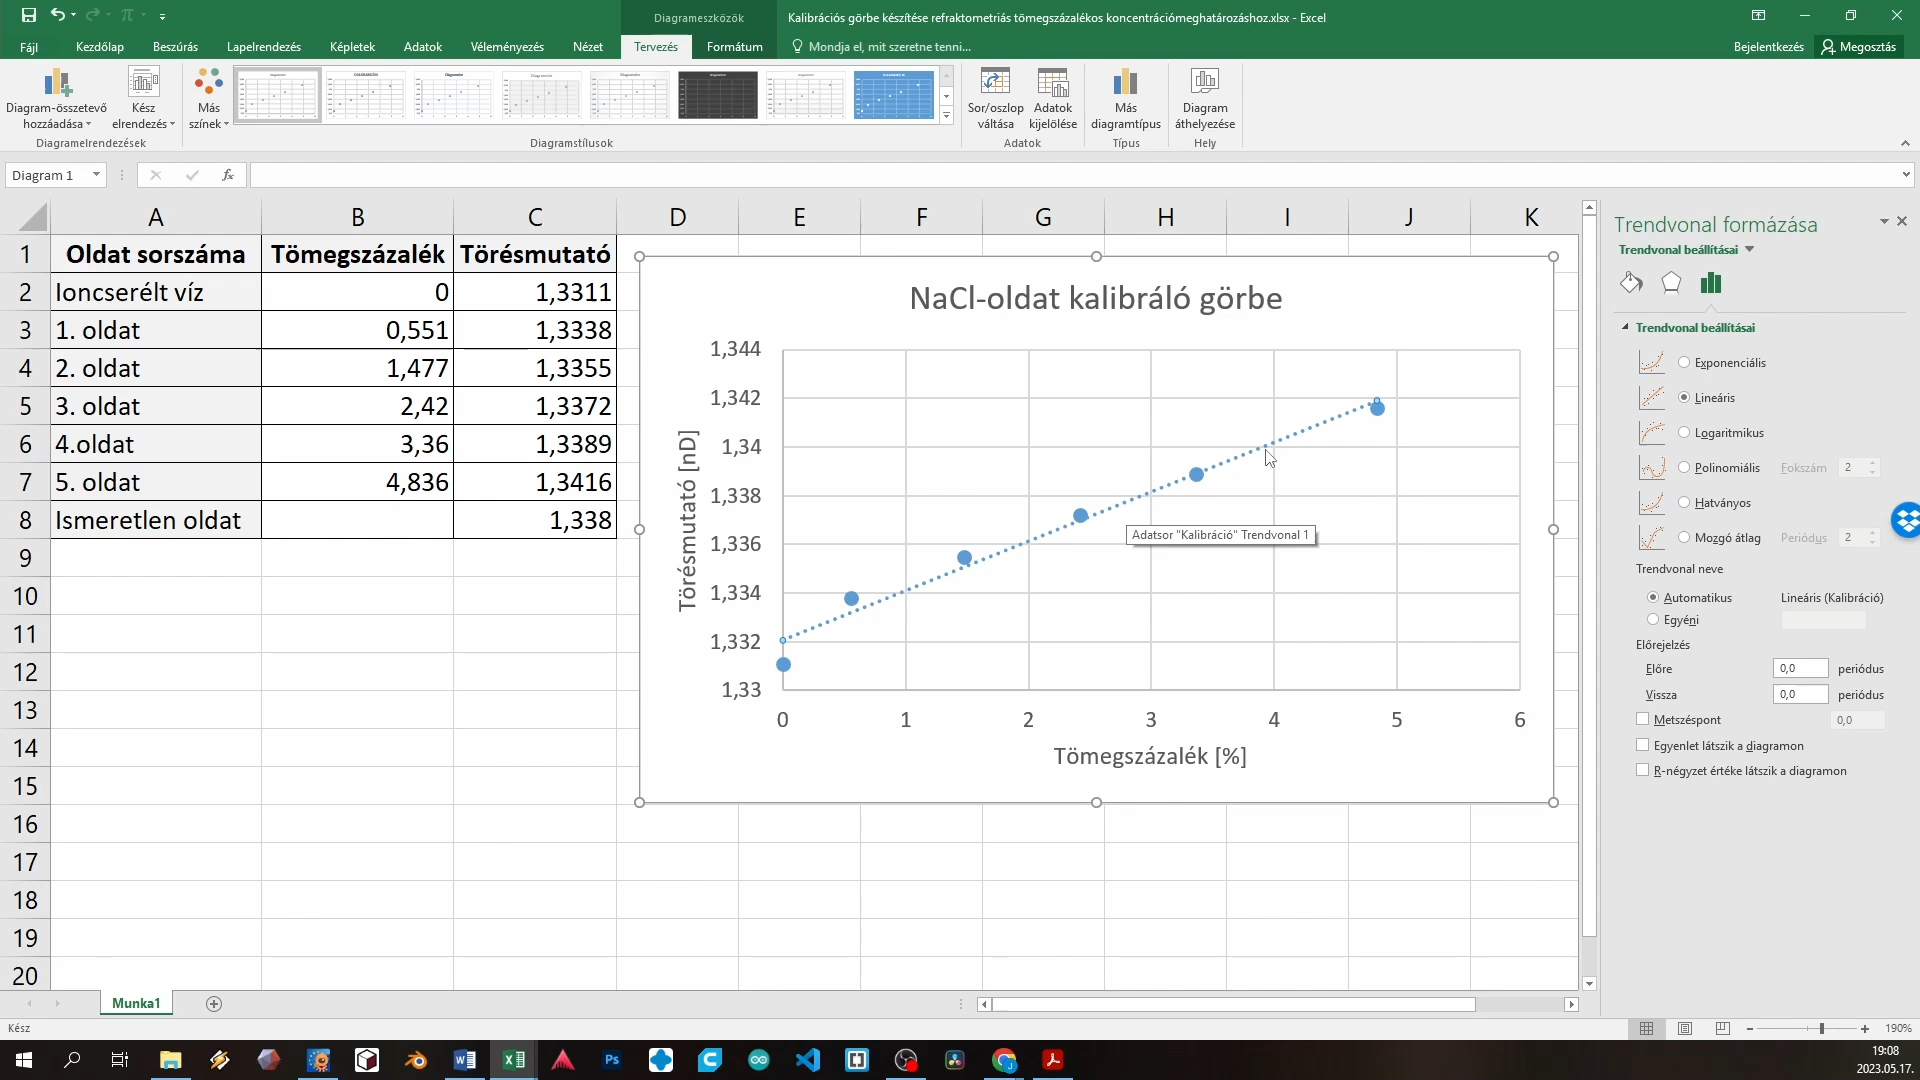 Diagrameszközök
Kalibrációs görbe készítése refraktometriás tömegszázalékos koncentrációmeghatározáshoz.xlsx - Excel
Fájl Kezdőlap Beszúrás Lapelrendezés Képletek Adatok Véleményezés Nézet Tervezés Formátum Mondja el, mit szeretne tenni... Bejelentkezés Megosztás
Diagram-összetevő hozzáadása
Kész elrendezés
Más színek
Sor/oszlop váltása
Adatok kijelölése
Más diagramtípus
Diagram áthelyezése
Diagramelrendezések Diagramstílusok Adatok Típus Hely
Diagram 1 fx
A B C D E F G H I J K
1 Oldat sorszáma Tömegszázalék Törésmutató
2 Ioncserélt víz 0 1,3311
3 1. oldat 0,551 1,3338
4 2. oldat 1,477 1,3355
5 3. oldat 2,42 1,3372
6 4.oldat 3,36 1,3389
7 5. oldat 4,836 1,3416
8 Ismeretlen oldat 1,338
9
10
11
12
13
14
15
16
17
18
19
20
NaCl-oldat kalibráló görbe
Törésmutató [nD]
1,344
1,342
1,34
1,338
1,336
1,334
1,332
1,33
0 1 2 3 4 5 6
Tömegszázalék [%]
Adatsor "Kalibráció" Trendvonal 1
Trendvonal formázása
Trendvonal beállításai
Trendvonal beállításai
Exponenciális
Lineáris
Logaritmikus
Polinomiális Fokszám 2
Hatványos
Mozgó átlag Periódus 2
Trendvonal neve
Automatikus Lineáris (Kalibráció)
Egyéni
Előrejelzés
Előre 0,0 periódus
Vissza 0,0 periódus
Metszéspont 0,0
Egyenlet látszik a diagramon
R-négyzet értéke látszik a diagramon
Munka1
Kész 190%
Ps
19:08
2023.05.17.